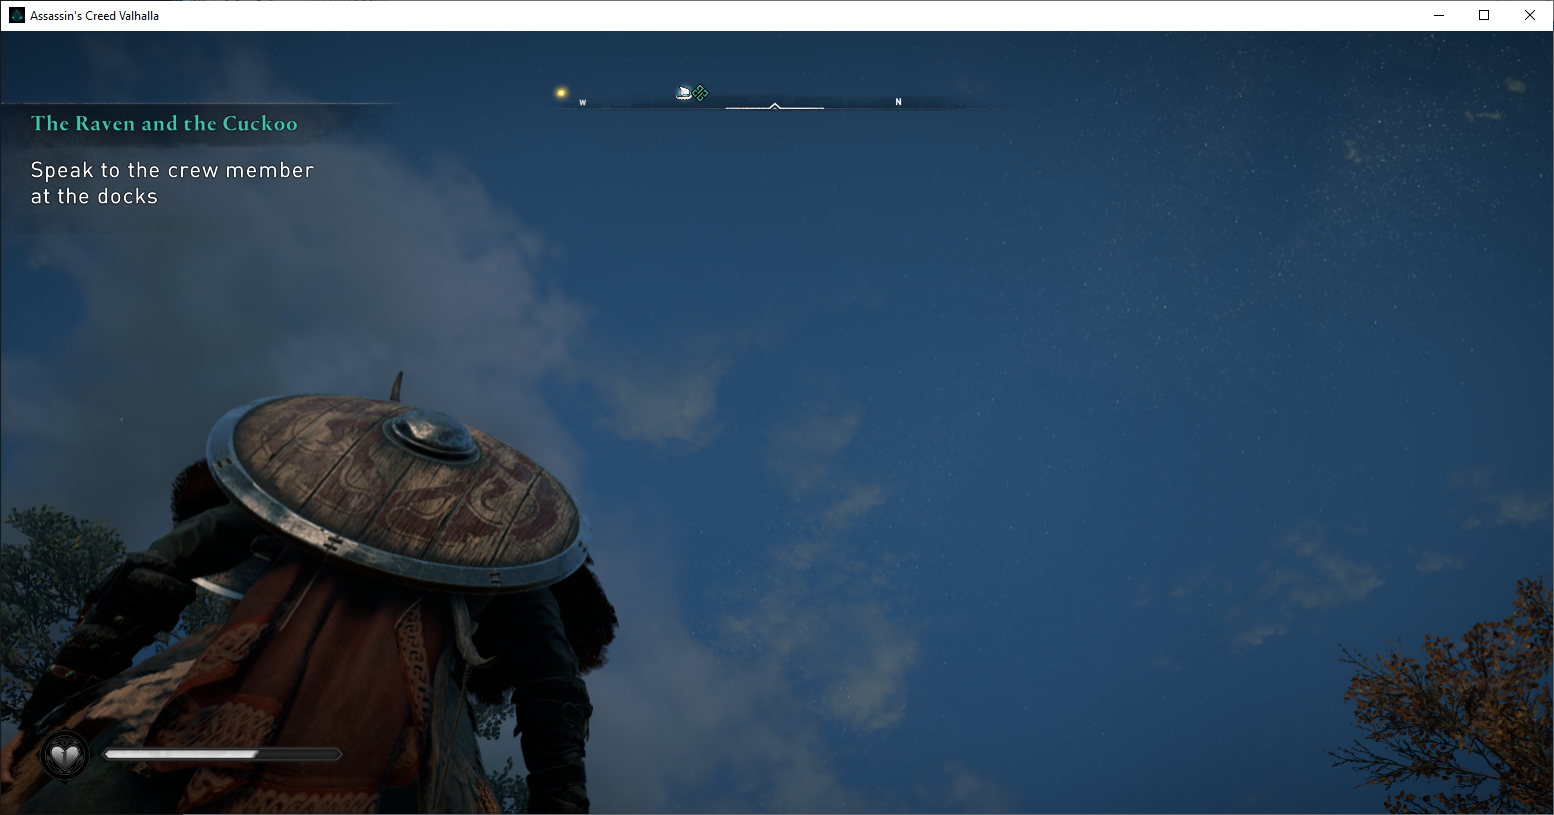 Assassin's Creed Valhalla
W
N
The Raven and the Cuckoo
Speak to the crew member
at the docks